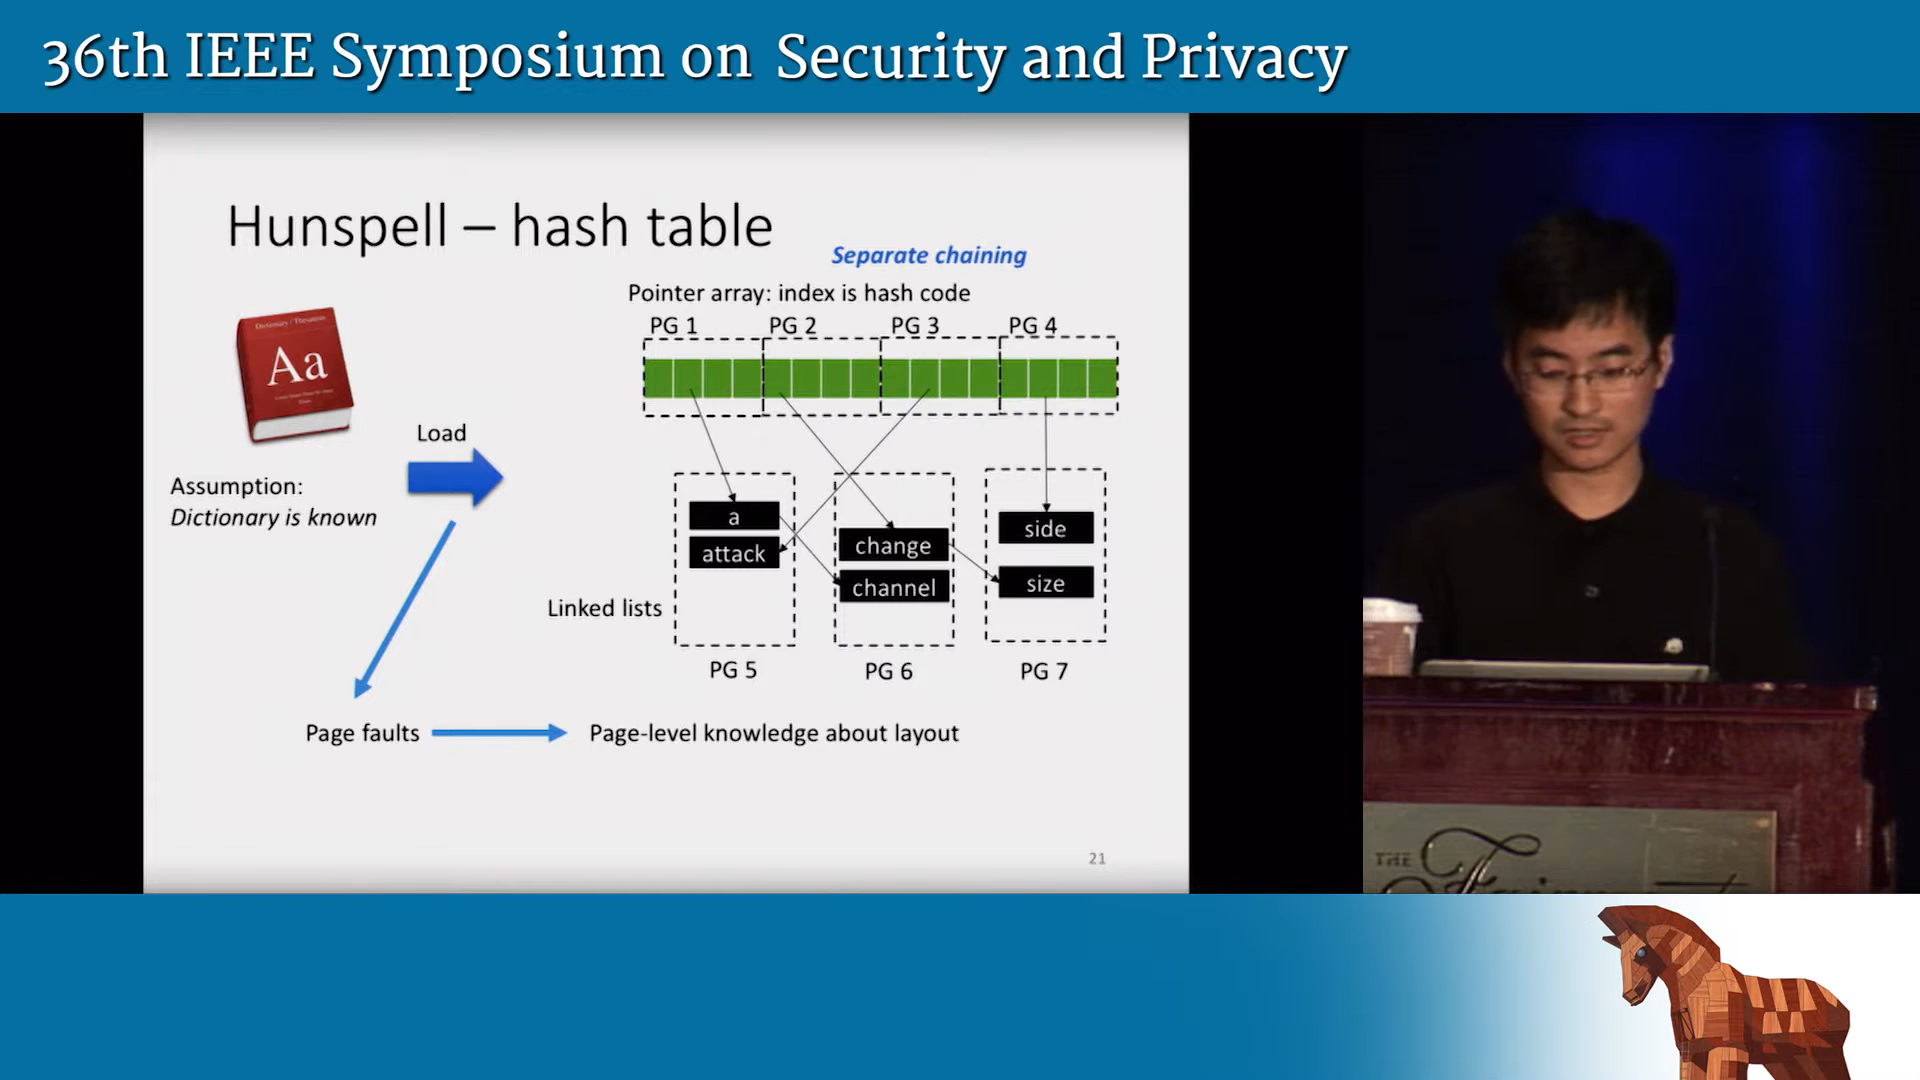 36th IEEE Symposium on Security and Privacy
Hunspell – hash table
Separate chaining
Pointer array: index is hash code
PG 1 PG 2 PG 3 PG 4
Dictionary / Thesaurus
Aa
Load
Assumption:
Dictionary is known
a
attack
change
channel
side
size
Linked lists
PG 5 PG 6 PG 7
Page faults
Page-level knowledge about layout
21
THE